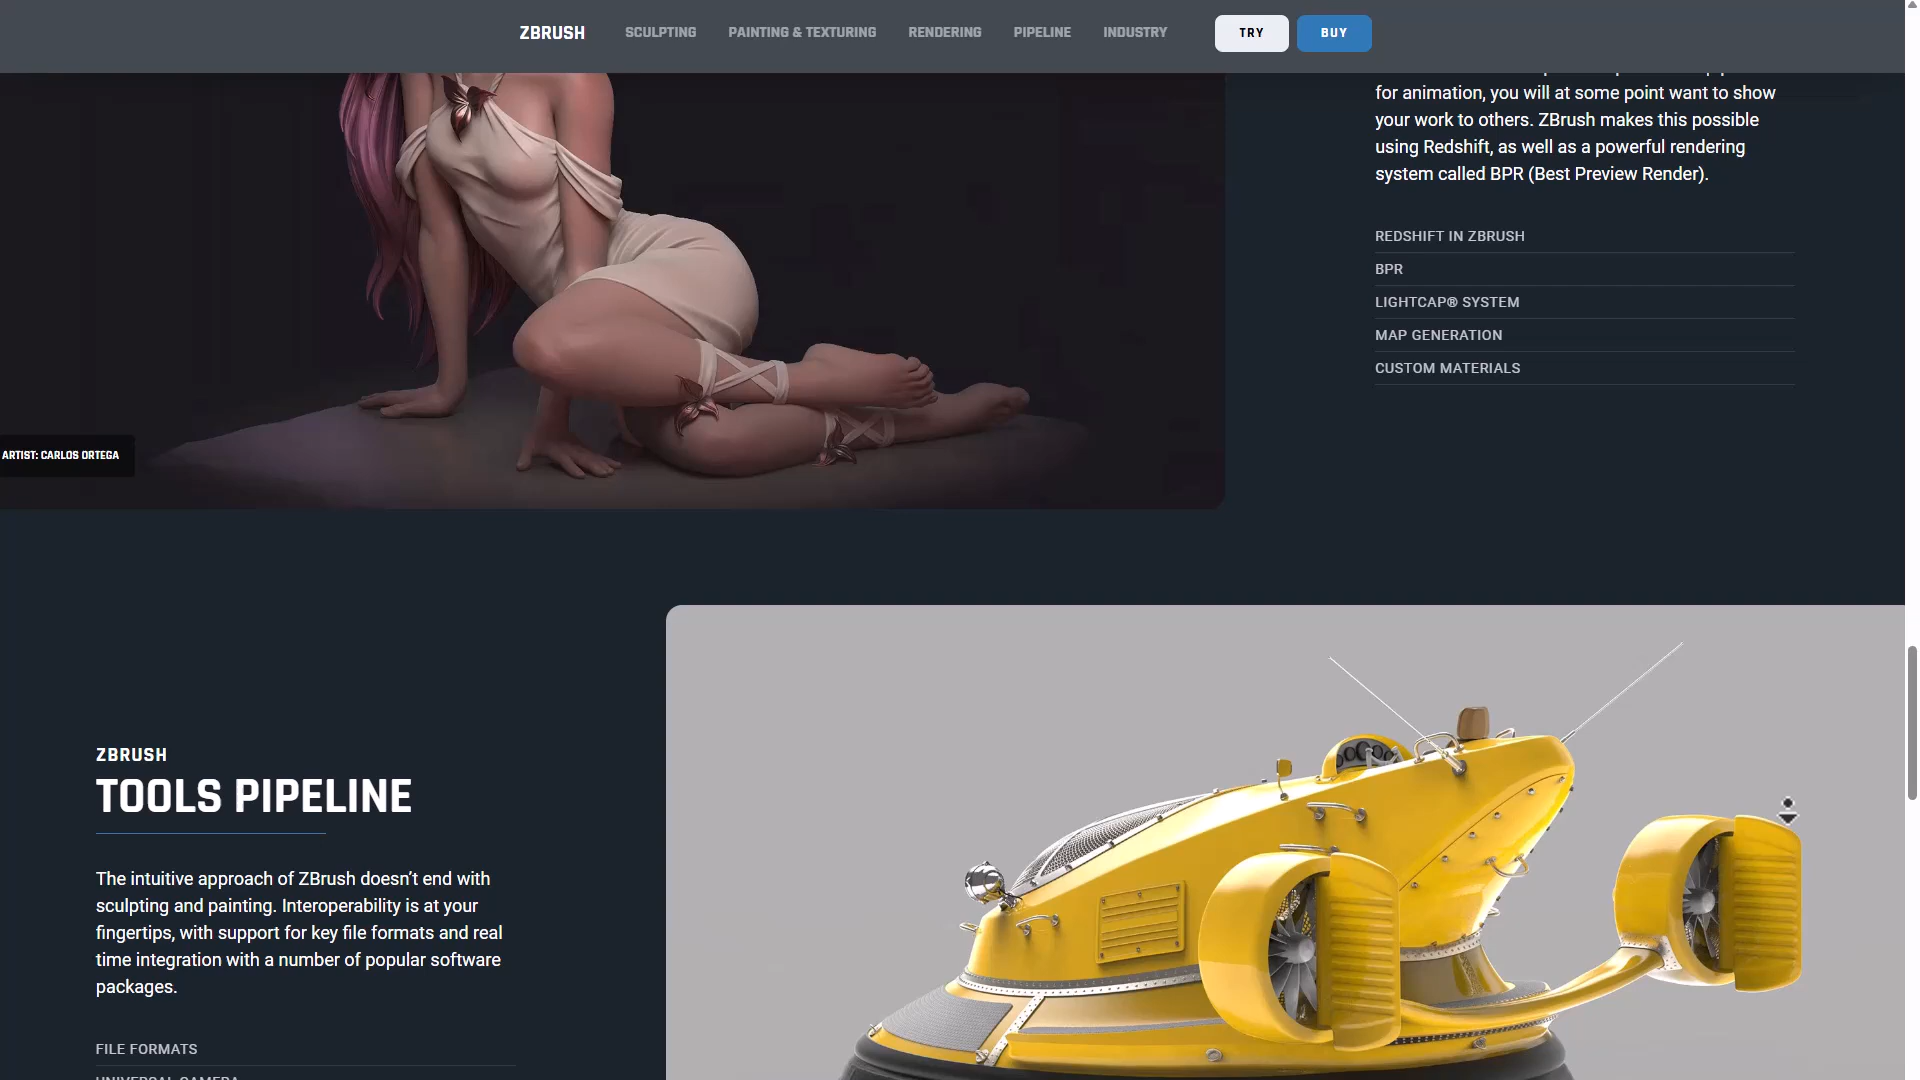 ZBRUSH
SCULPTING
PAINTING & TEXTURING
RENDERING
PIPELINE
INDUSTRY
TRY
BUY
for animation, you will at some point want to show
your work to others. ZBrush makes this possible
using Redshift, as well as a powerful rendering
system called BPR (Best Preview Render).
REDSHIFT IN ZBRUSH
BPR
LIGHTCAP® SYSTEM
MAP GENERATION
CUSTOM MATERIALS
ARTIST: CARLOS ORTEGA
ZBRUSH
TOOLS PIPELINE
The intuitive approach of ZBrush doesn’t end with
sculpting and painting. Interoperability is at your
fingertips, with support for key file formats and real
time integration with a number of popular software
packages.
FILE FORMATS
UNIVERSAL CAMERA